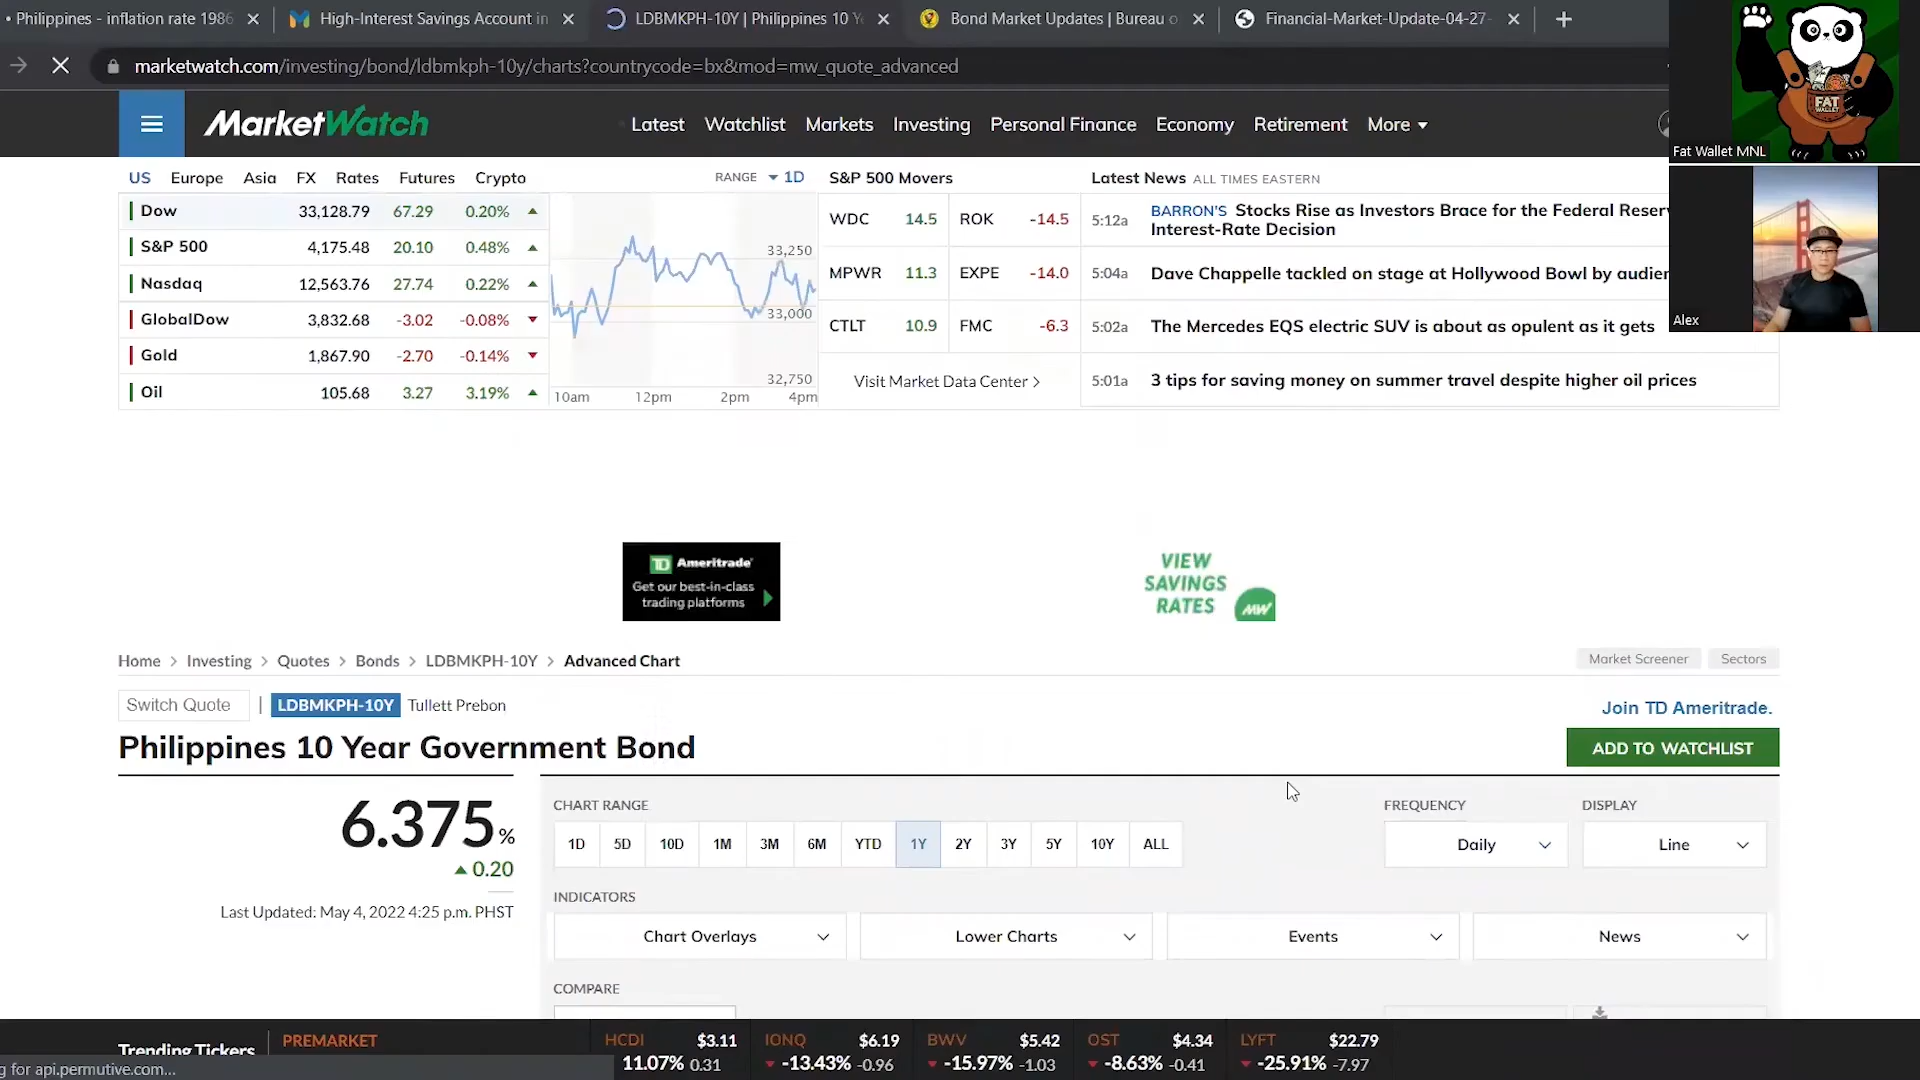 Philippines - inflation rate 1986
High-Interest Savings Account in
LDBMKPH-10Y | Philippines 10 Y
Bond Market Updates | Bureau o
Financial-Market-Update-04-27-
marketwatch.com/investing/bond/ldbmkph-10y/charts?countrycode=bx&mod=mw_quote_advanced
MarketWatch
Latest Watchlist Markets Investing Personal Finance Economy Retirement More
FAT WALLET
Fat Wallet MNL
Alex
US Europe Asia FX Rates Futures Crypto
RANGE 1D
Dow 33,128.79 67.29 0.20%
S&P 500 4,175.48 20.10 0.48%
Nasdaq 12,563.76 27.74 0.22%
GlobalDow 3,832.68 -3.02 -0.08%
Gold 1,867.90 -2.70 -0.14%
Oil 105.68 3.27 3.19%
33,250
33,000
32,750
10am 12pm 2pm 4pm
S&P 500 Movers
WDC 14.5 ROK -14.5
MPWR 11.3 EXPE -14.0
CTLT 10.9 FMC -6.3
Visit Market Data Center >
Latest News ALL TIMES EASTERN
5:12a BARRON'S Stocks Rise as Investors Brace for the Federal Reser
Interest-Rate Decision
5:04a Dave Chappelle tackled on stage at Hollywood Bowl by audien
5:02a The Mercedes EQS electric SUV is about as opulent as it gets
5:01a 3 tips for saving money on summer travel despite higher oil prices
TD Ameritrade
Get our best-in-class
trading platforms
VIEW
SAVINGS
RATES
MW
Home > Investing > Quotes > Bonds > LDBMKPH-10Y > Advanced Chart
Market Screener Sectors
Switch Quote | LDBMKPH-10Y Tullett Prebon
Join TD Ameritrade.
Philippines 10 Year Government Bond
ADD TO WATCHLIST
6.375%
0.20
Last Updated: May 4, 2022 4:25 p.m. PHST
CHART RANGE
1D 5D 10D 1M 3M 6M YTD 1Y 2Y 3Y 5Y 10Y ALL
FREQUENCY
Daily
DISPLAY
Line
INDICATORS
Chart Overlays Lower Charts Events News
COMPARE
Trending Tickers
PREMARKET
HCDI $3.11
11.07% 0.31
IONQ $6.19
-13.43% -0.96
BWV $5.42
-15.97% -1.03
OST $4.34
-8.63% -0.41
LYFT $22.79
-25.91% -7.97
g for api.permutive.com...